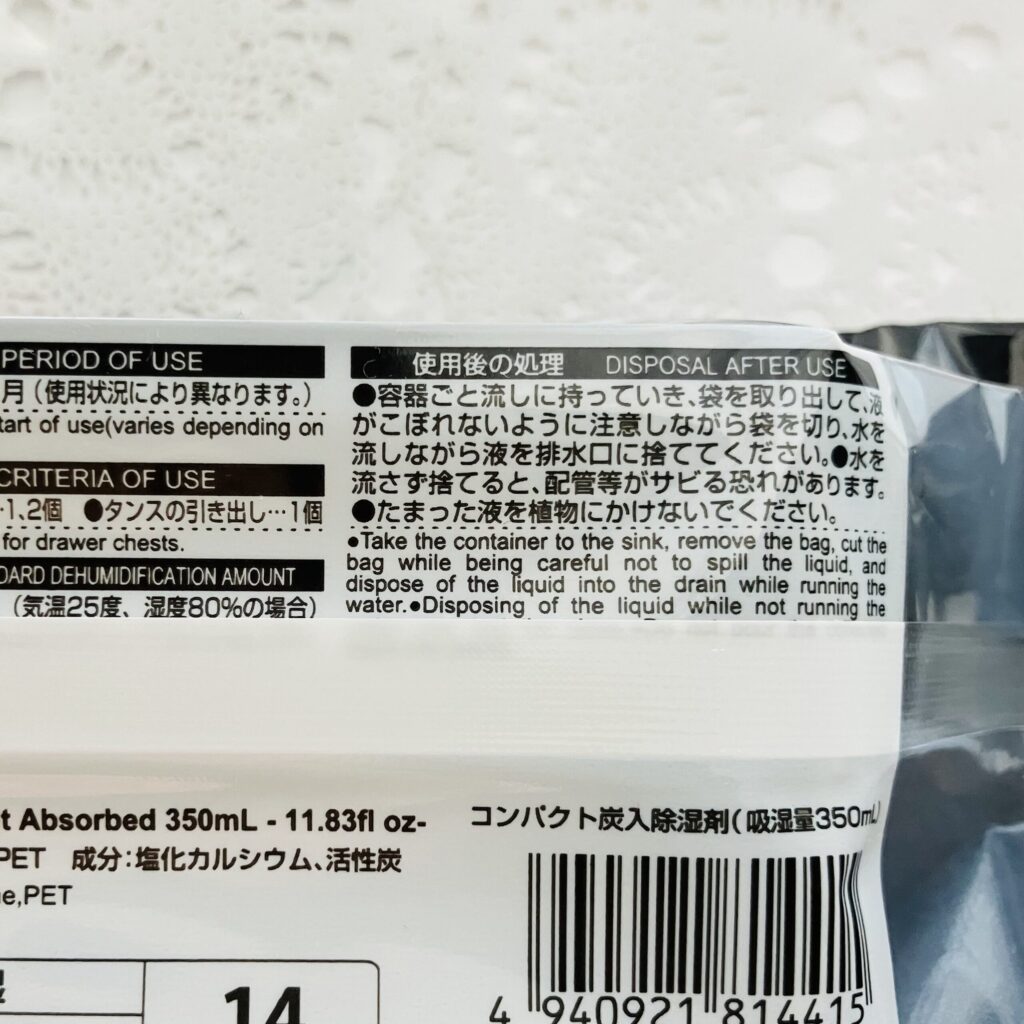 PERIOD OF USE
月(使用状況により異なります。)
tart of use(varies depending on
CRITERIA OF USE
1、2個 ●タンスの引き出し…1個
for drawer chests.
DARD DEHUMIDIFICATION AMOUNT
(気温25度、湿度80%の場合)
使用後の処理 DISPOSAL AFTER USE
●容器ごと流しに持っていき、袋を取り出して、液
がこぼれないように注意しながら袋を切り、水を
流しながら液を排水口に捨ててください。●水を
流さず捨てると、配管等がサビる恐れがあります。
●たまった液を植物にかけないでください。
●Take the container to the sink, remove the bag, cut the
bag while being careful not to spill the liquid, and
dispose of the liquid into the drain while running the
water.●Disposing of the liquid while not running the
t Absorbed 350mL - 11.83fl oz-
PET 成分:塩化カルシウム、活性炭
e,PET
14
コンパクト炭入除湿剤(吸湿量350mL)
4 940921 814415